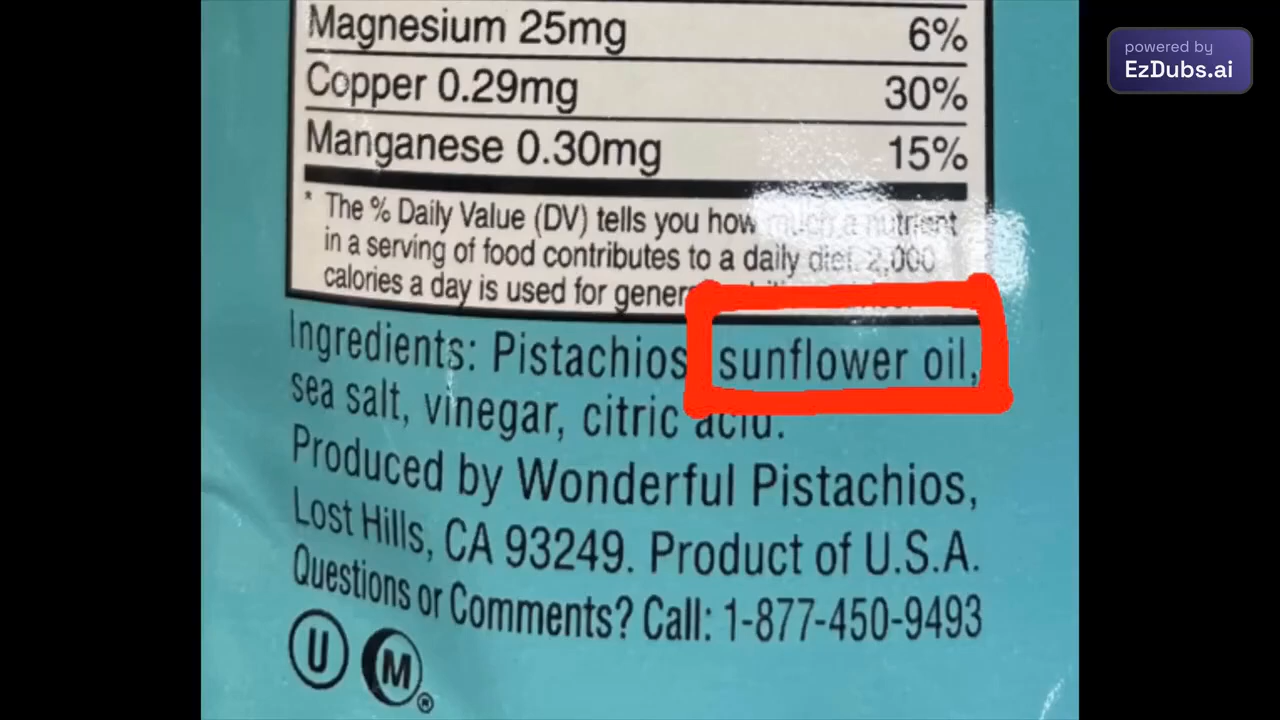 Magnesium 25mg 6%
Copper 0.29mg 30%
Manganese 0.30mg 15%
* The % Daily Value (DV) tells you how much a nutrient
in a serving of food contributes to a daily diet. 2,000
calories a day is used for
Ingredients: Pistachios sunflower oil,
sea salt, vinegar, citric acid.
Produced by Wonderful Pistachios,
Lost Hills, CA 93249. Product of U.S.A.
Questions or Comments? Call: 1-877-450-9493
U M ®
powered by
EzDubs.ai